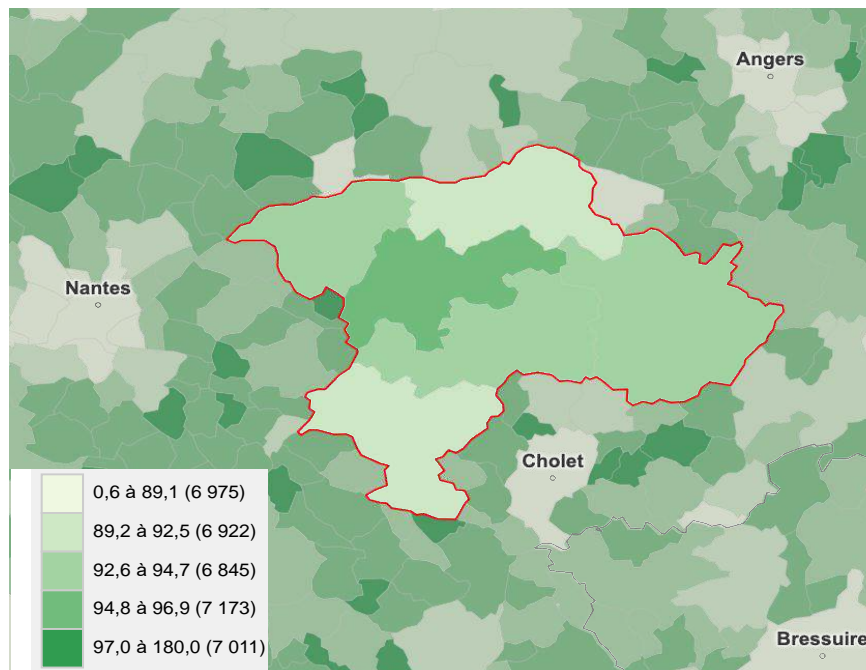 Angers
Nantes
Cholet
0,6 à 89,1 (6 975)
89,2 à 92,5 (6 922)
92,6 à 94,7 (6 845)
94,8 à 96,9 (7 173)
97,0 à 180,0 (7 011)
Bressuire